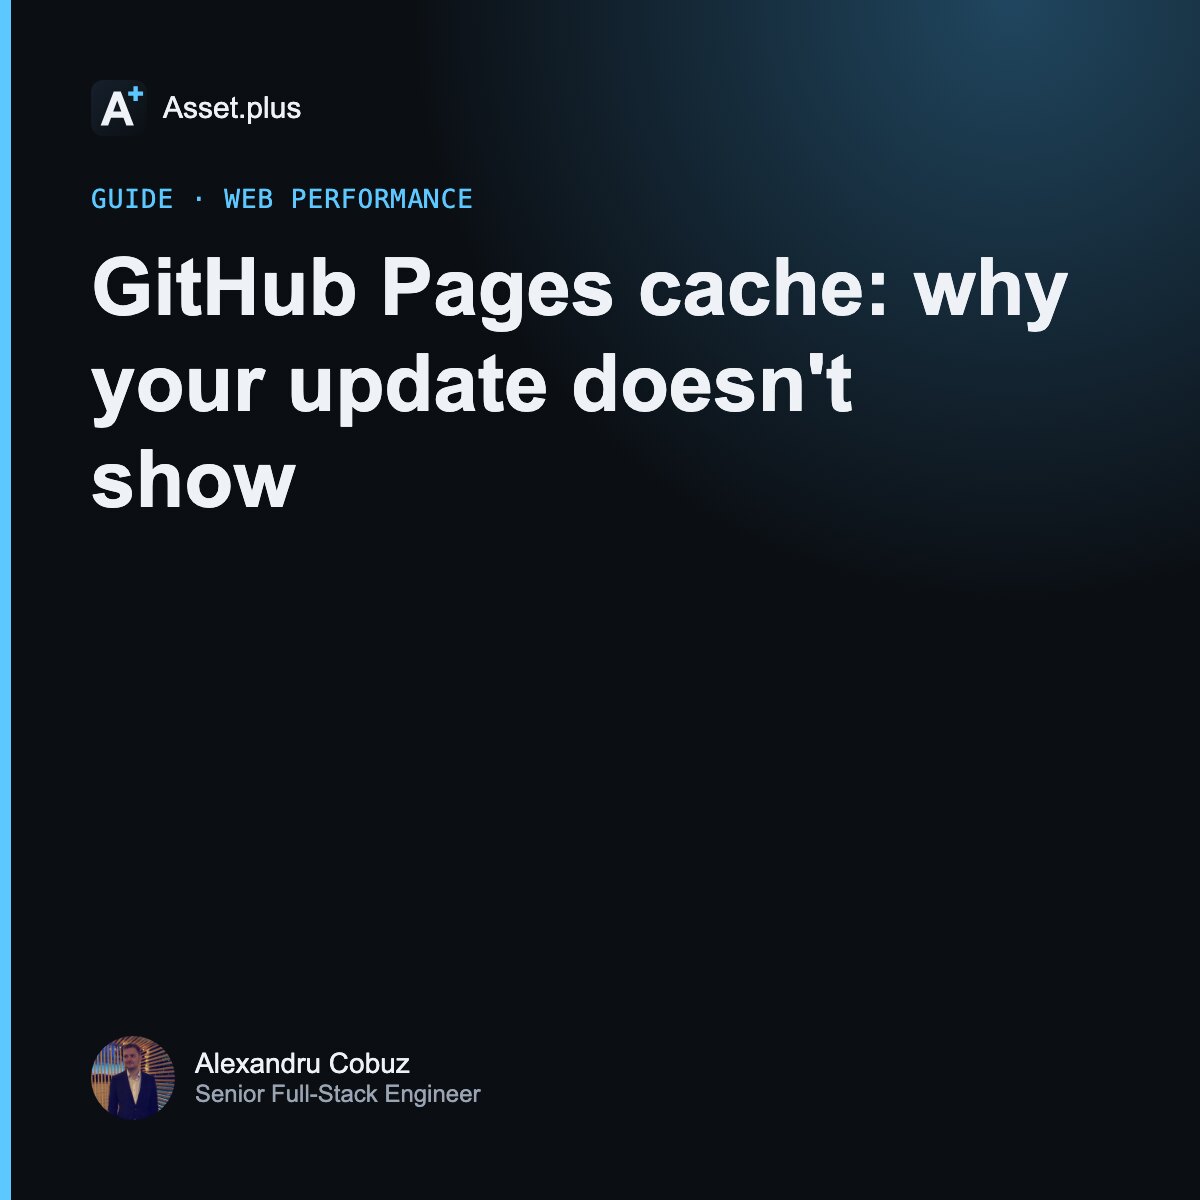 A+ Asset.plus
GUIDE · WEB PERFORMANCE
GitHub Pages cache: why
your update doesn't
show
Alexandru Cobuz
Senior Full-Stack Engineer